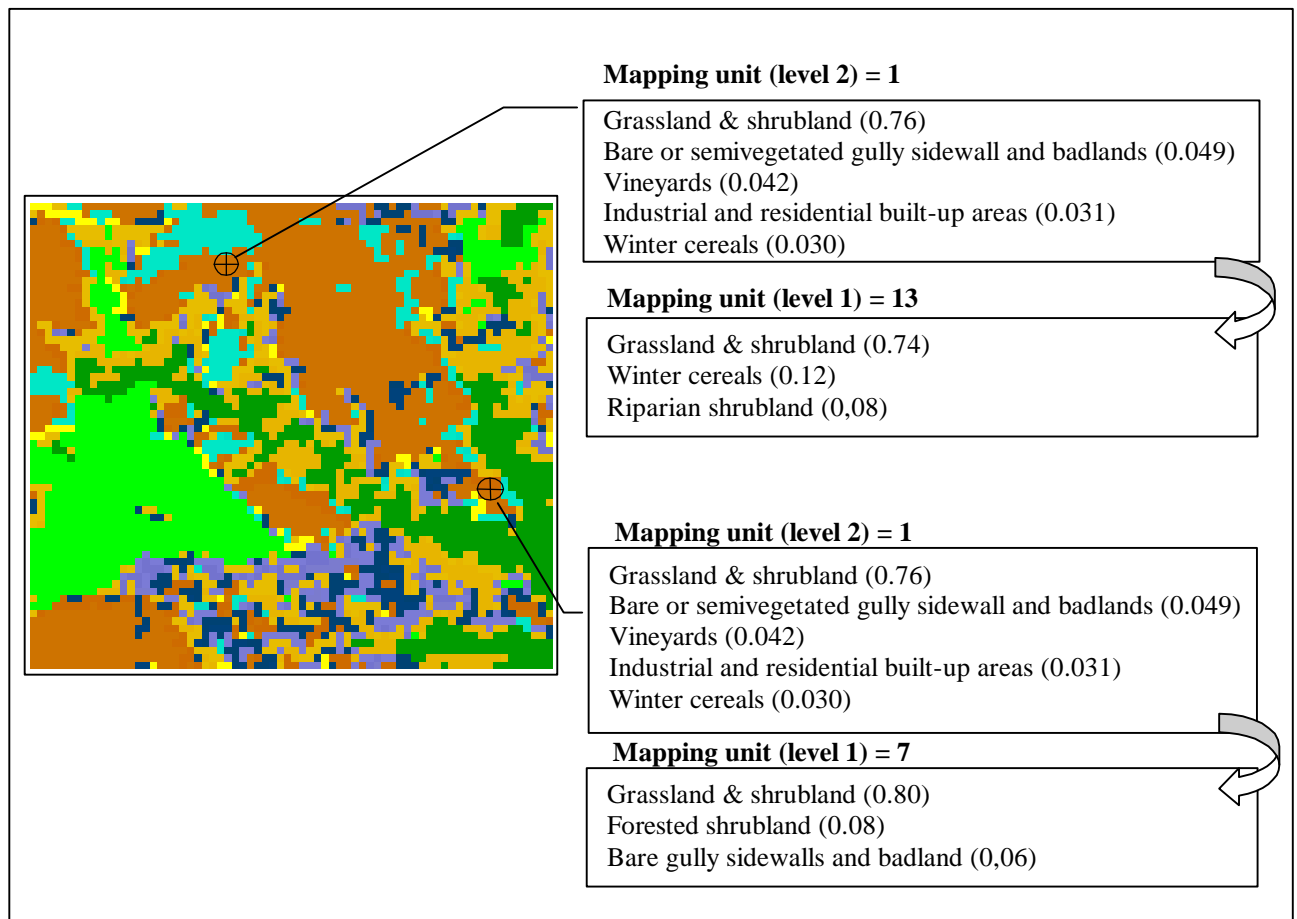 Mapping unit (level 2) = 1
Grassland & shrubland (0.76)
Bare or semivegetated gully sidewall and badlands (0.049)
Vineyards (0.042)
Industrial and residential built-up areas (0.031)
Winter cereals (0.030)
Mapping unit (level 1) = 13
Grassland & shrubland (0.74)
Winter cereals (0.12)
Riparian shrubland (0,08)
Mapping unit (level 2) = 1
Grassland & shrubland (0.76)
Bare or semivegetated gully sidewall and badlands (0.049)
Vineyards (0.042)
Industrial and residential built-up areas (0.031)
Winter cereals (0.030)
Mapping unit (level 1) = 7
Grassland & shrubland (0.80)
Forested shrubland (0.08)
Bare gully sidewalls and badland (0,06)